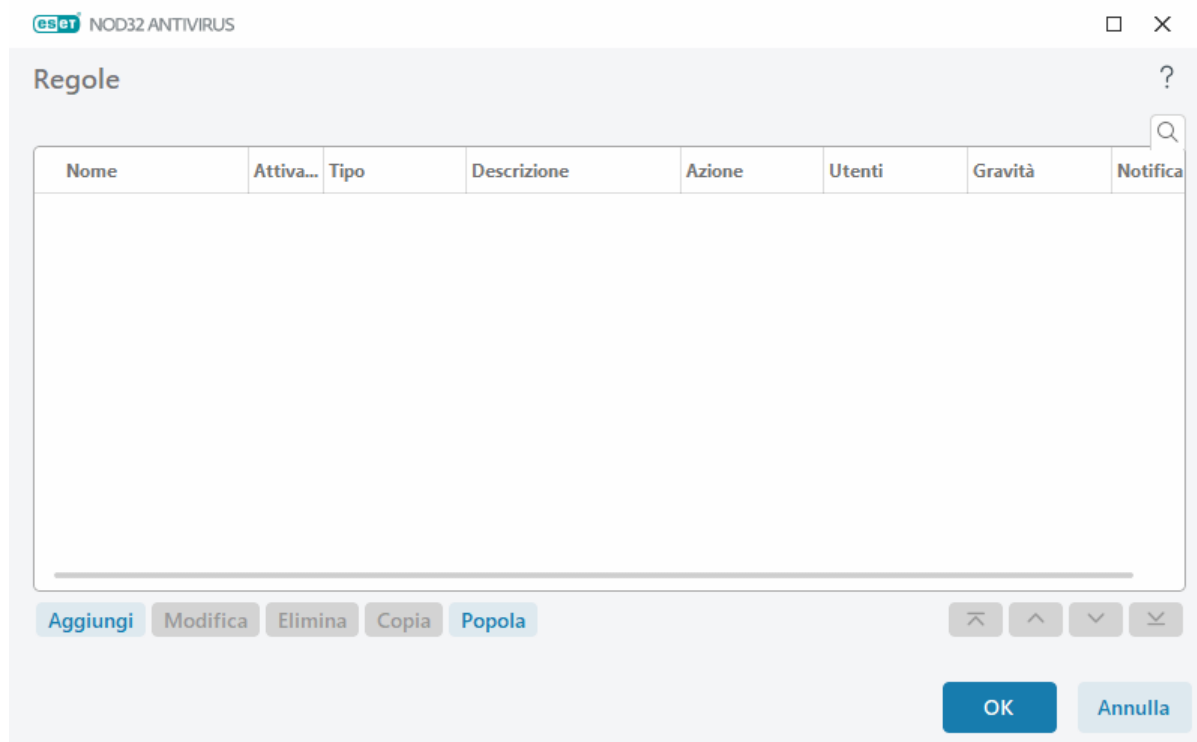 eset NOD32 ANTIVIRUS
Regole
?
Nome Attiva... Tipo Descrizione Azione Utenti Gravità Notifica
Aggiungi Modifica Elimina Copia Popola
OK Annulla